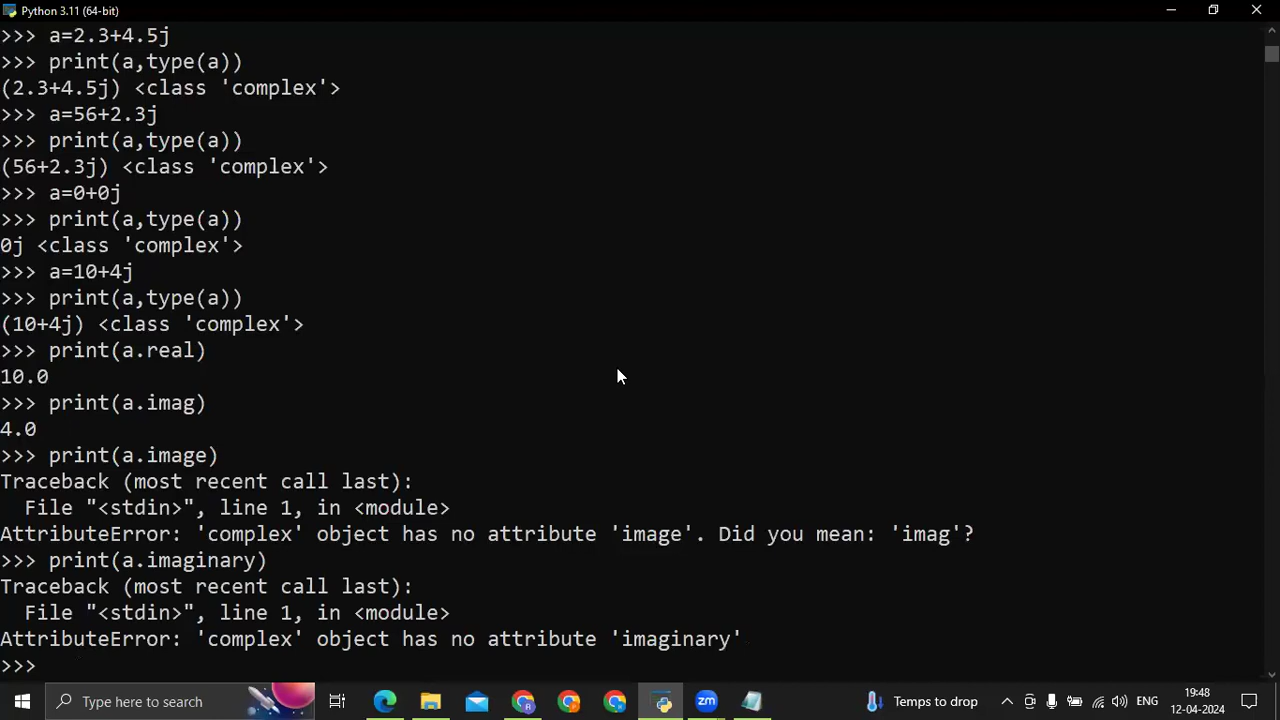 Python 3.11 (64-bit)
>>> a=2.3+4.5j
>>> print(a,type(a))
(2.3+4.5j) <class 'complex'>
>>> a=56+2.3j
>>> print(a,type(a))
(56+2.3j) <class 'complex'>
>>> a=0+0j
>>> print(a,type(a))
0j <class 'complex'>
>>> a=10+4j
>>> print(a,type(a))
(10+4j) <class 'complex'>
>>> print(a.real)
10.0
>>> print(a.imag)
4.0
>>> print(a.image)
Traceback (most recent call last):
  File "<stdin>", line 1, in <module>
AttributeError: 'complex' object has no attribute 'image'. Did you mean: 'imag'?
>>> print(a.imaginary)
Traceback (most recent call last):
  File "<stdin>", line 1, in <module>
AttributeError: 'complex' object has no attribute 'imaginary'
>>>
Type here to search
zm
Temps to drop
ENG
19:48
12-04-2024